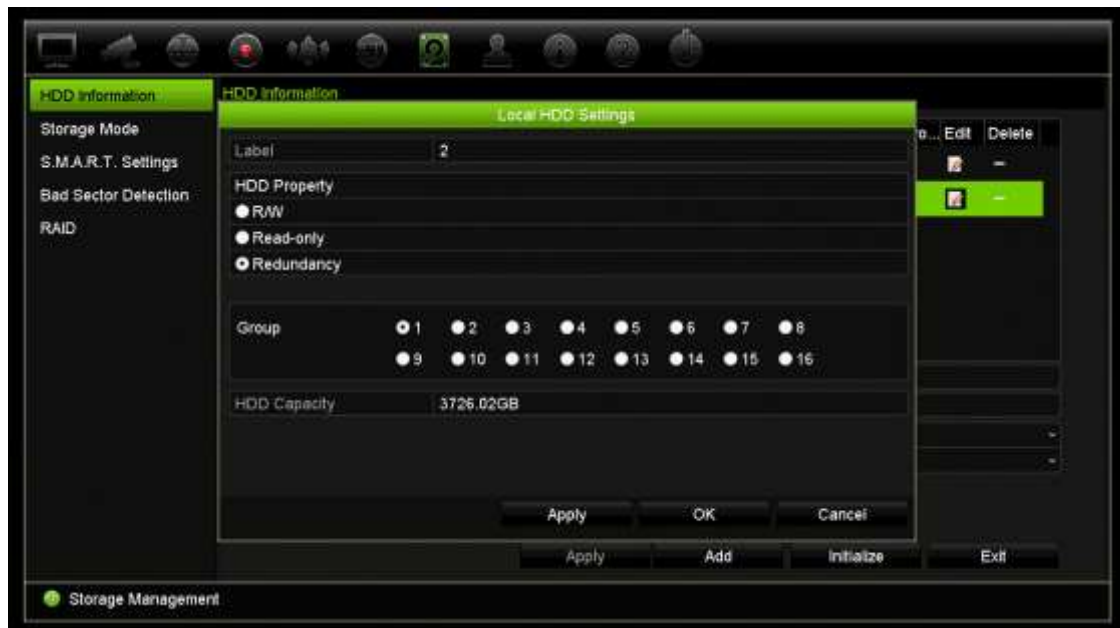 HDD Information
HDD Information
Local HDD Settings
Storage Mode
Edit Delete
Label 2
S.M.A.R.T. Settings
HDD Property
Bad Sector Detection
R/W
RAID
Read-only
Redundancy
Group 1 2 3 4 5 6 7 8
9 10 11 12 13 14 15 16
HDD Capacity 3726.02GB
Apply OK Cancel
Apply Add Initialize Exit
Storage Management